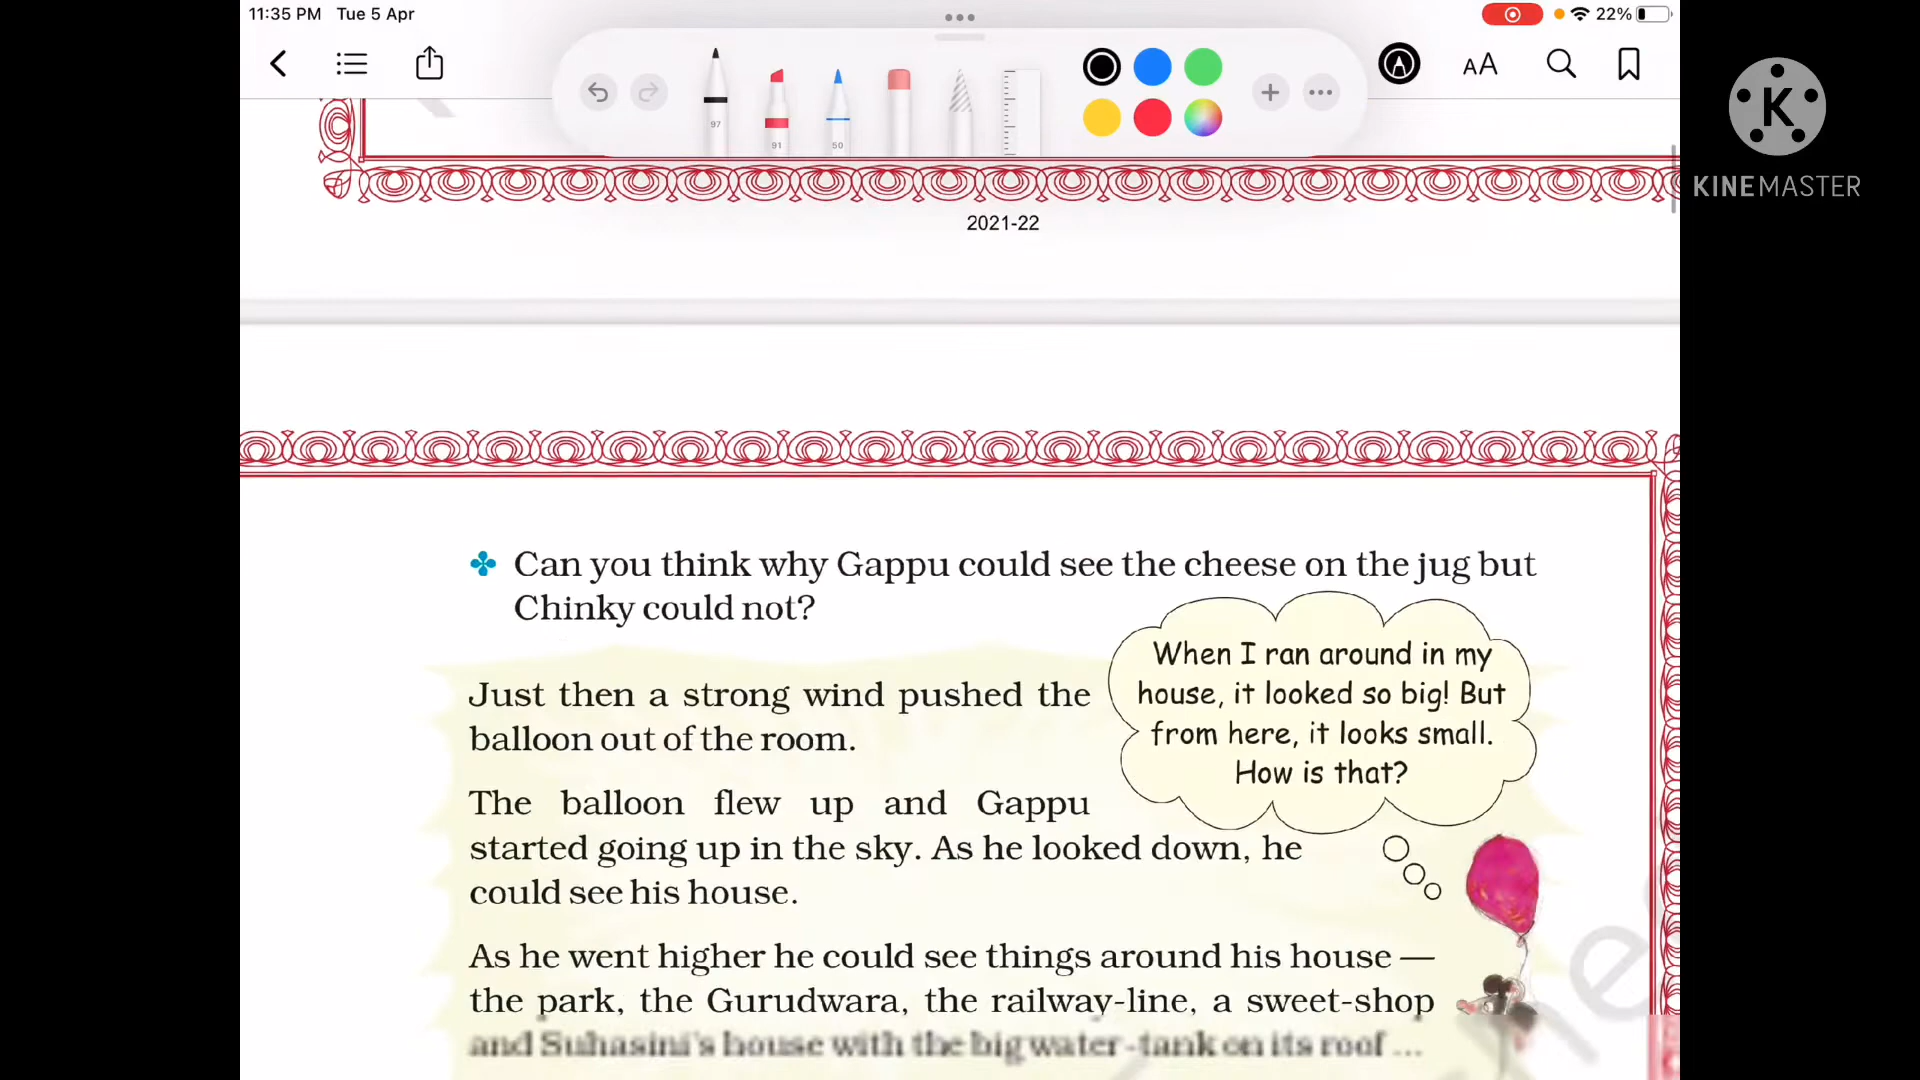 11:35 PM Tue 5 Apr
22%
97
91
50
AA
K
KINEMASTER
2021-22
Can you think why Gappu could see the cheese on the jug but
Chinky could not?
When I ran around in my
house, it looked so big! But
from here, it looks small.
How is that?
Just then a strong wind pushed the
balloon out of the room.
The balloon flew up and Gappu
started going up in the sky. As he looked down, he
could see his house.
As he went higher he could see things around his house —
the park, the Gurudwara, the railway-line, a sweet-shop
and Suhasini's house with the big water-tank on its roof ...
he